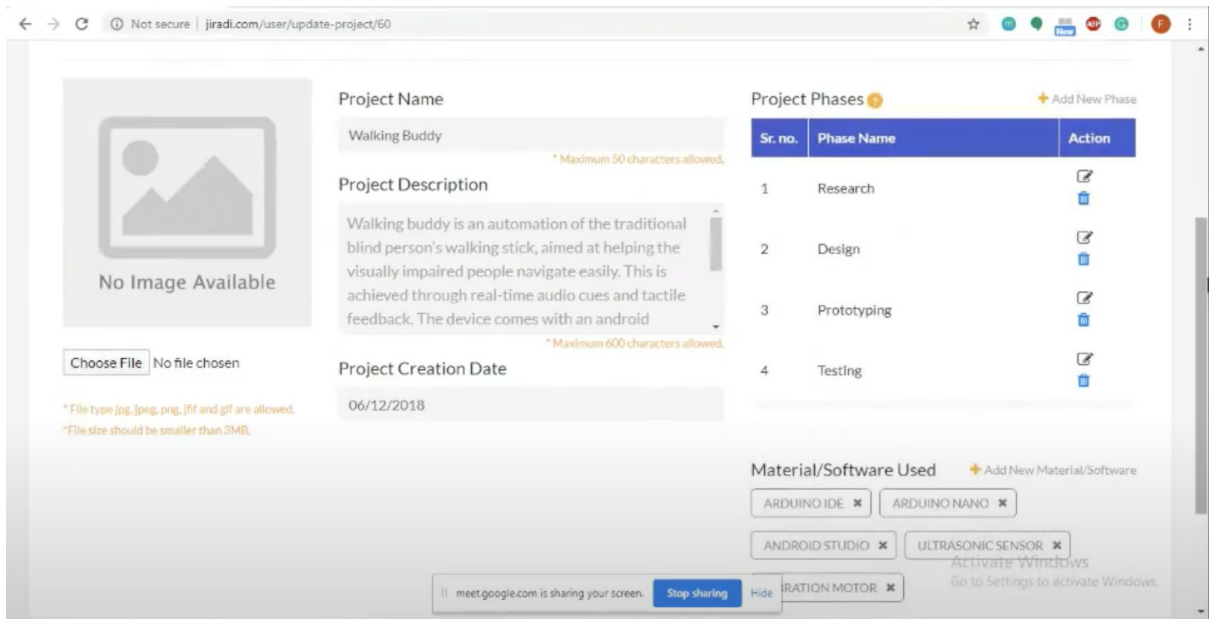 Not secure | jiradi.com/user/update-project/60
New
ABP
F
No Image Available
Choose File No file chosen
* File type jpg, jpeg, png, jfif and gif are allowed.
*File size should be smaller than 3MB.
Project Name
Walking Buddy
* Maximum 50 characters allowed.
Project Description
Walking buddy is an automation of the traditional
blind person's walking stick, aimed at helping the
visually impaired people navigate easily. This is
achieved through real-time audio cues and tactile
feedback. The device comes with an android
* Maximum 600 characters allowed.
Project Creation Date
06/12/2018
Project Phases
Add New Phase
Sr. no. Phase Name Action
1 Research
2 Design
3 Prototyping
4 Testing
Material/Software Used
Add New Material/Software
ARDUINO IDE ✖ ARDUINO NANO ✖
ANDROID STUDIO ✖ ULTRASONIC SENSOR ✖
BRATION MOTOR ✖
Activate Windows
Go to Settings to activate Windows.
meet.google.com is sharing your screen. Stop sharing Hide